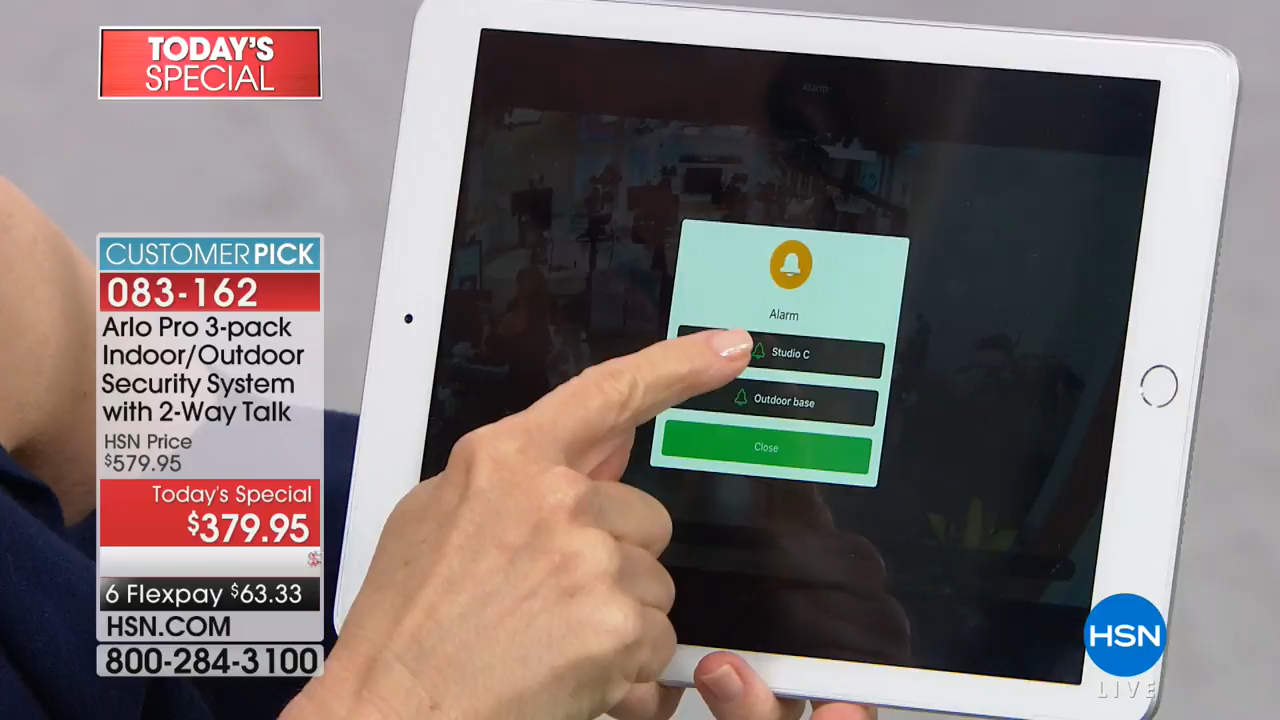 TODAY'S
SPECIAL
CUSTOMER PICK
083-162
Arlo Pro 3-pack
Indoor/Outdoor
Security System
with 2-Way Talk
HSN Price
$579.95
Today's Special
$379.95
6 Flexpay $63.33
HSN.COM
800-284-3100
Alarm
Alarm
Studio C
Outdoor base
Close
HSN
LIVE